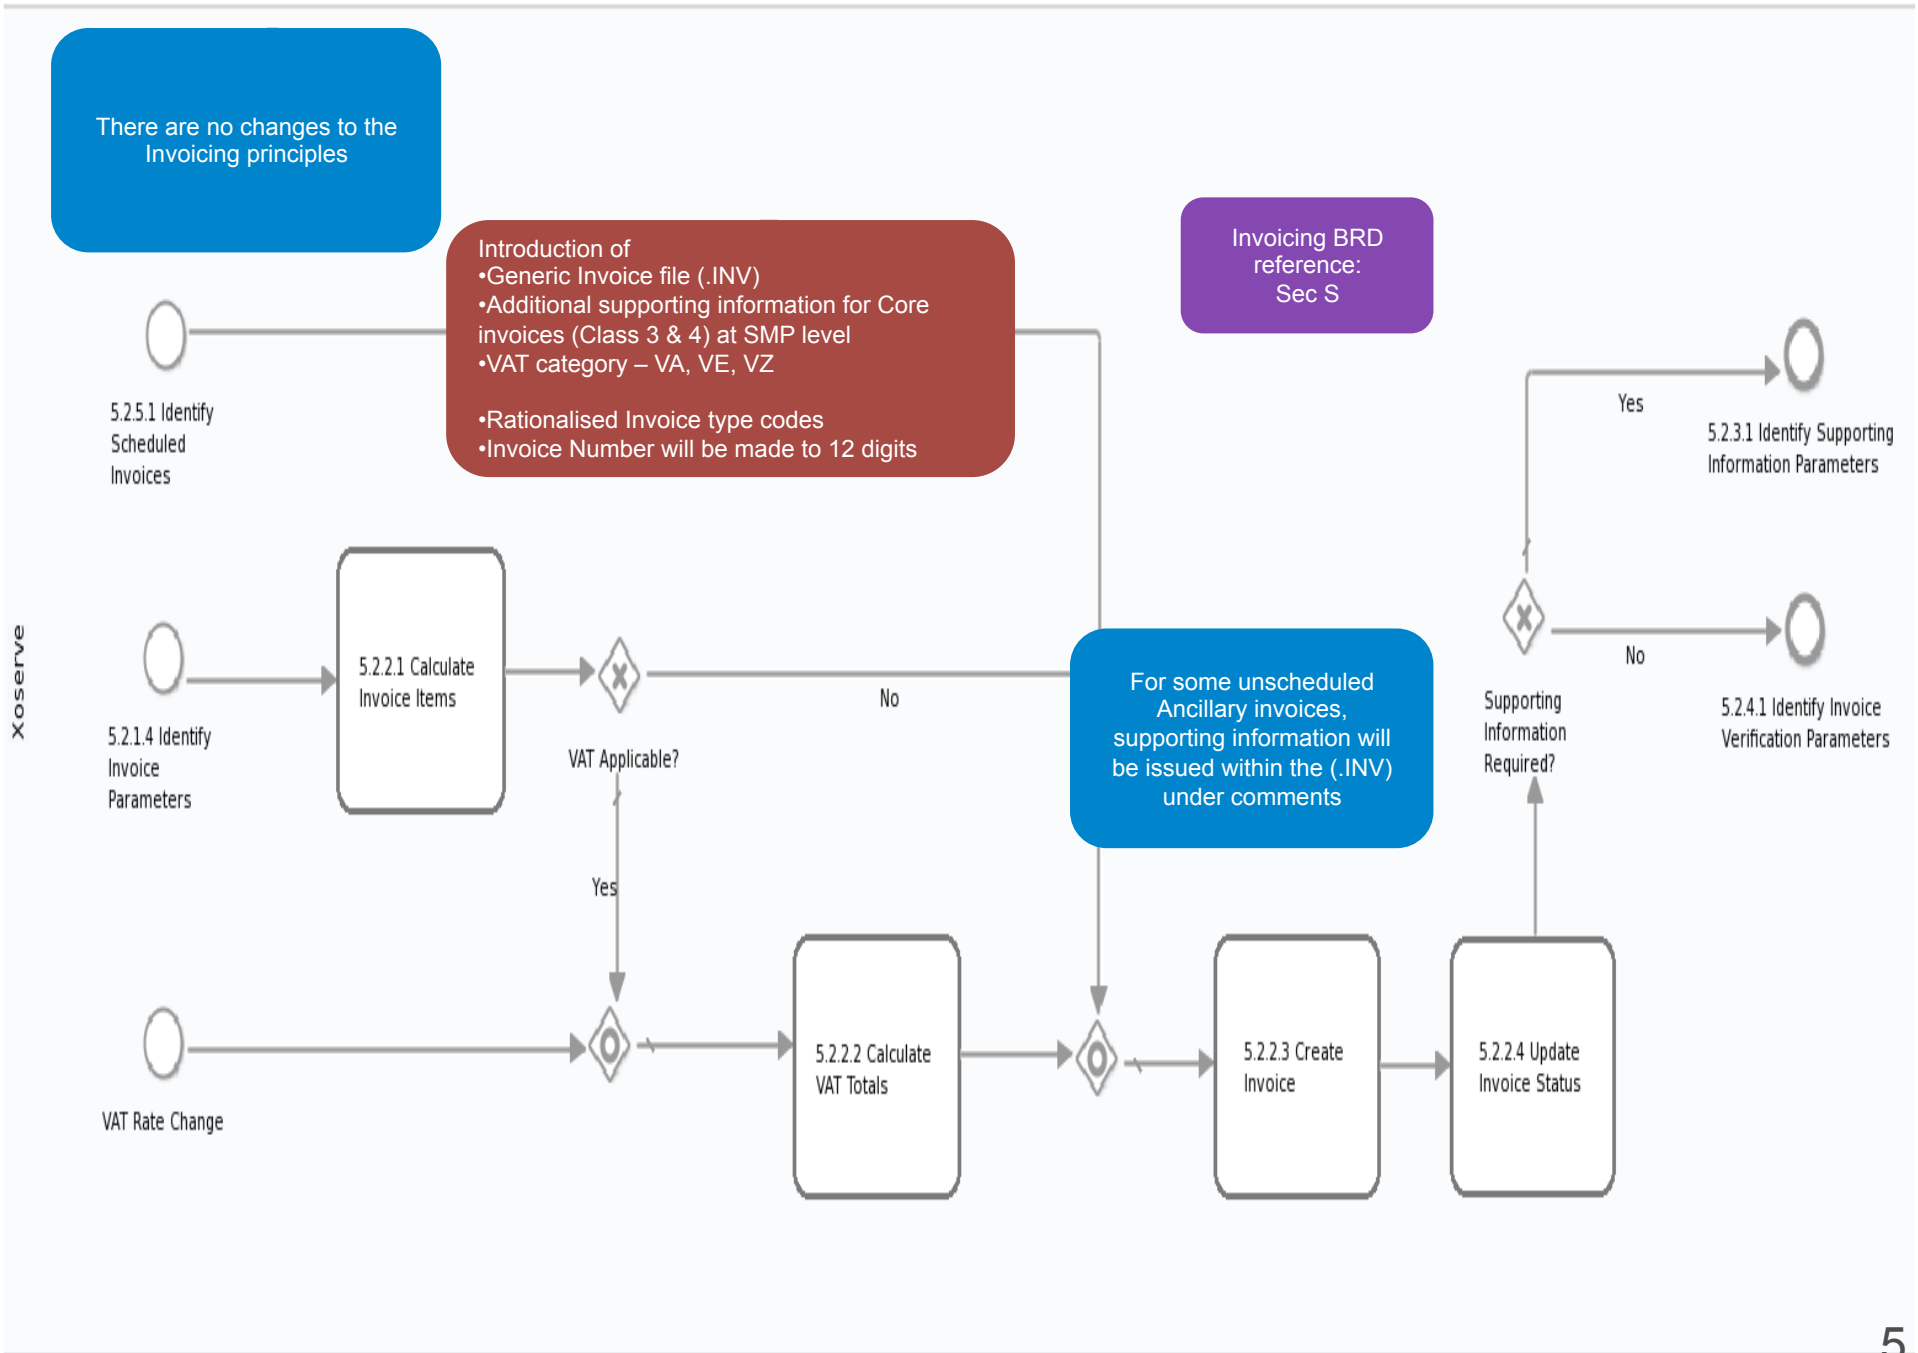 There are no changes to the
Invoicing principles
Introduction of
•Generic Invoice file (.INV)
•Additional supporting information for Core
invoices (Class 3 & 4) at SMP level
•VAT category – VA, VE, VZ
•Rationalised Invoice type codes
•Invoice Number will be made to 12 digits
Invoicing BRD
reference:
Sec S
5.2.5.1 Identify
Scheduled
Invoices
Yes
5.2.3.1 Identify Supporting
Information Parameters
Xoserve
5.2.1.4 Identify
Invoice
Parameters
5.2.2.1 Calculate
Invoice Items
VAT Applicable?
No
Yes
For some unscheduled
Ancillary invoices,
supporting information will
be issued within the (.INV)
under comments
Supporting
Information
Required?
No
5.2.4.1 Identify Invoice
Verification Parameters
VAT Rate Change
5.2.2.2 Calculate
VAT Totals
5.2.2.3 Create
Invoice
5.2.2.4 Update
Invoice Status
5